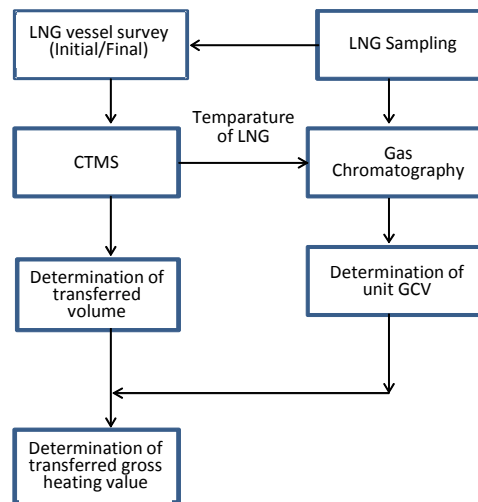 LNG vessel survey
(Initial/Final)
LNG Sampling
Temparature
of LNG
CTMS
Gas
Chromatography
Determination of
transferred
volume
Determination of
unit GCV
Determination of
transferred gross
heating value